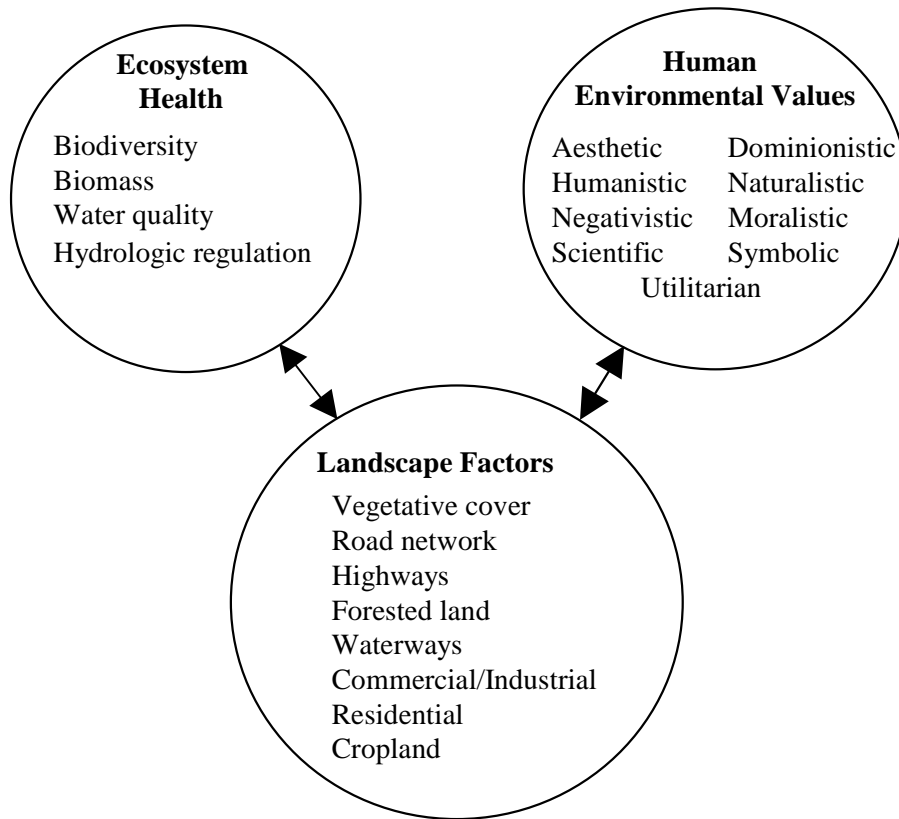 Ecosystem
Health
Biodiversity
Biomass
Water quality
Hydrologic regulation
Human
Environmental Values
Aesthetic Dominionistic
Humanistic Naturalistic
Negativistic Moralistic
Scientific Symbolic
Utilitarian
Landscape Factors
Vegetative cover
Road network
Highways
Forested land
Waterways
Commercial/Industrial
Residential
Cropland